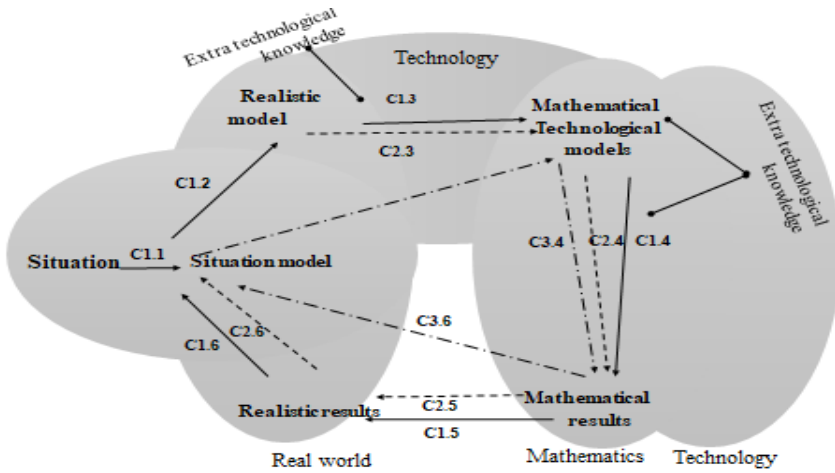 Extra technological
knowledge
Technology
Realistic
model
C1.3
Mathematical
Technological
models
C2.3
Extra technological
knowledge
C1.2
C3.4
C2.4
C1.4
Situation
C1.1
Situation model
C3.6
C2.6
C1.6
Realistic results
C2.5
C1.5
Mathematical
results
Real world
Mathematics
Technology